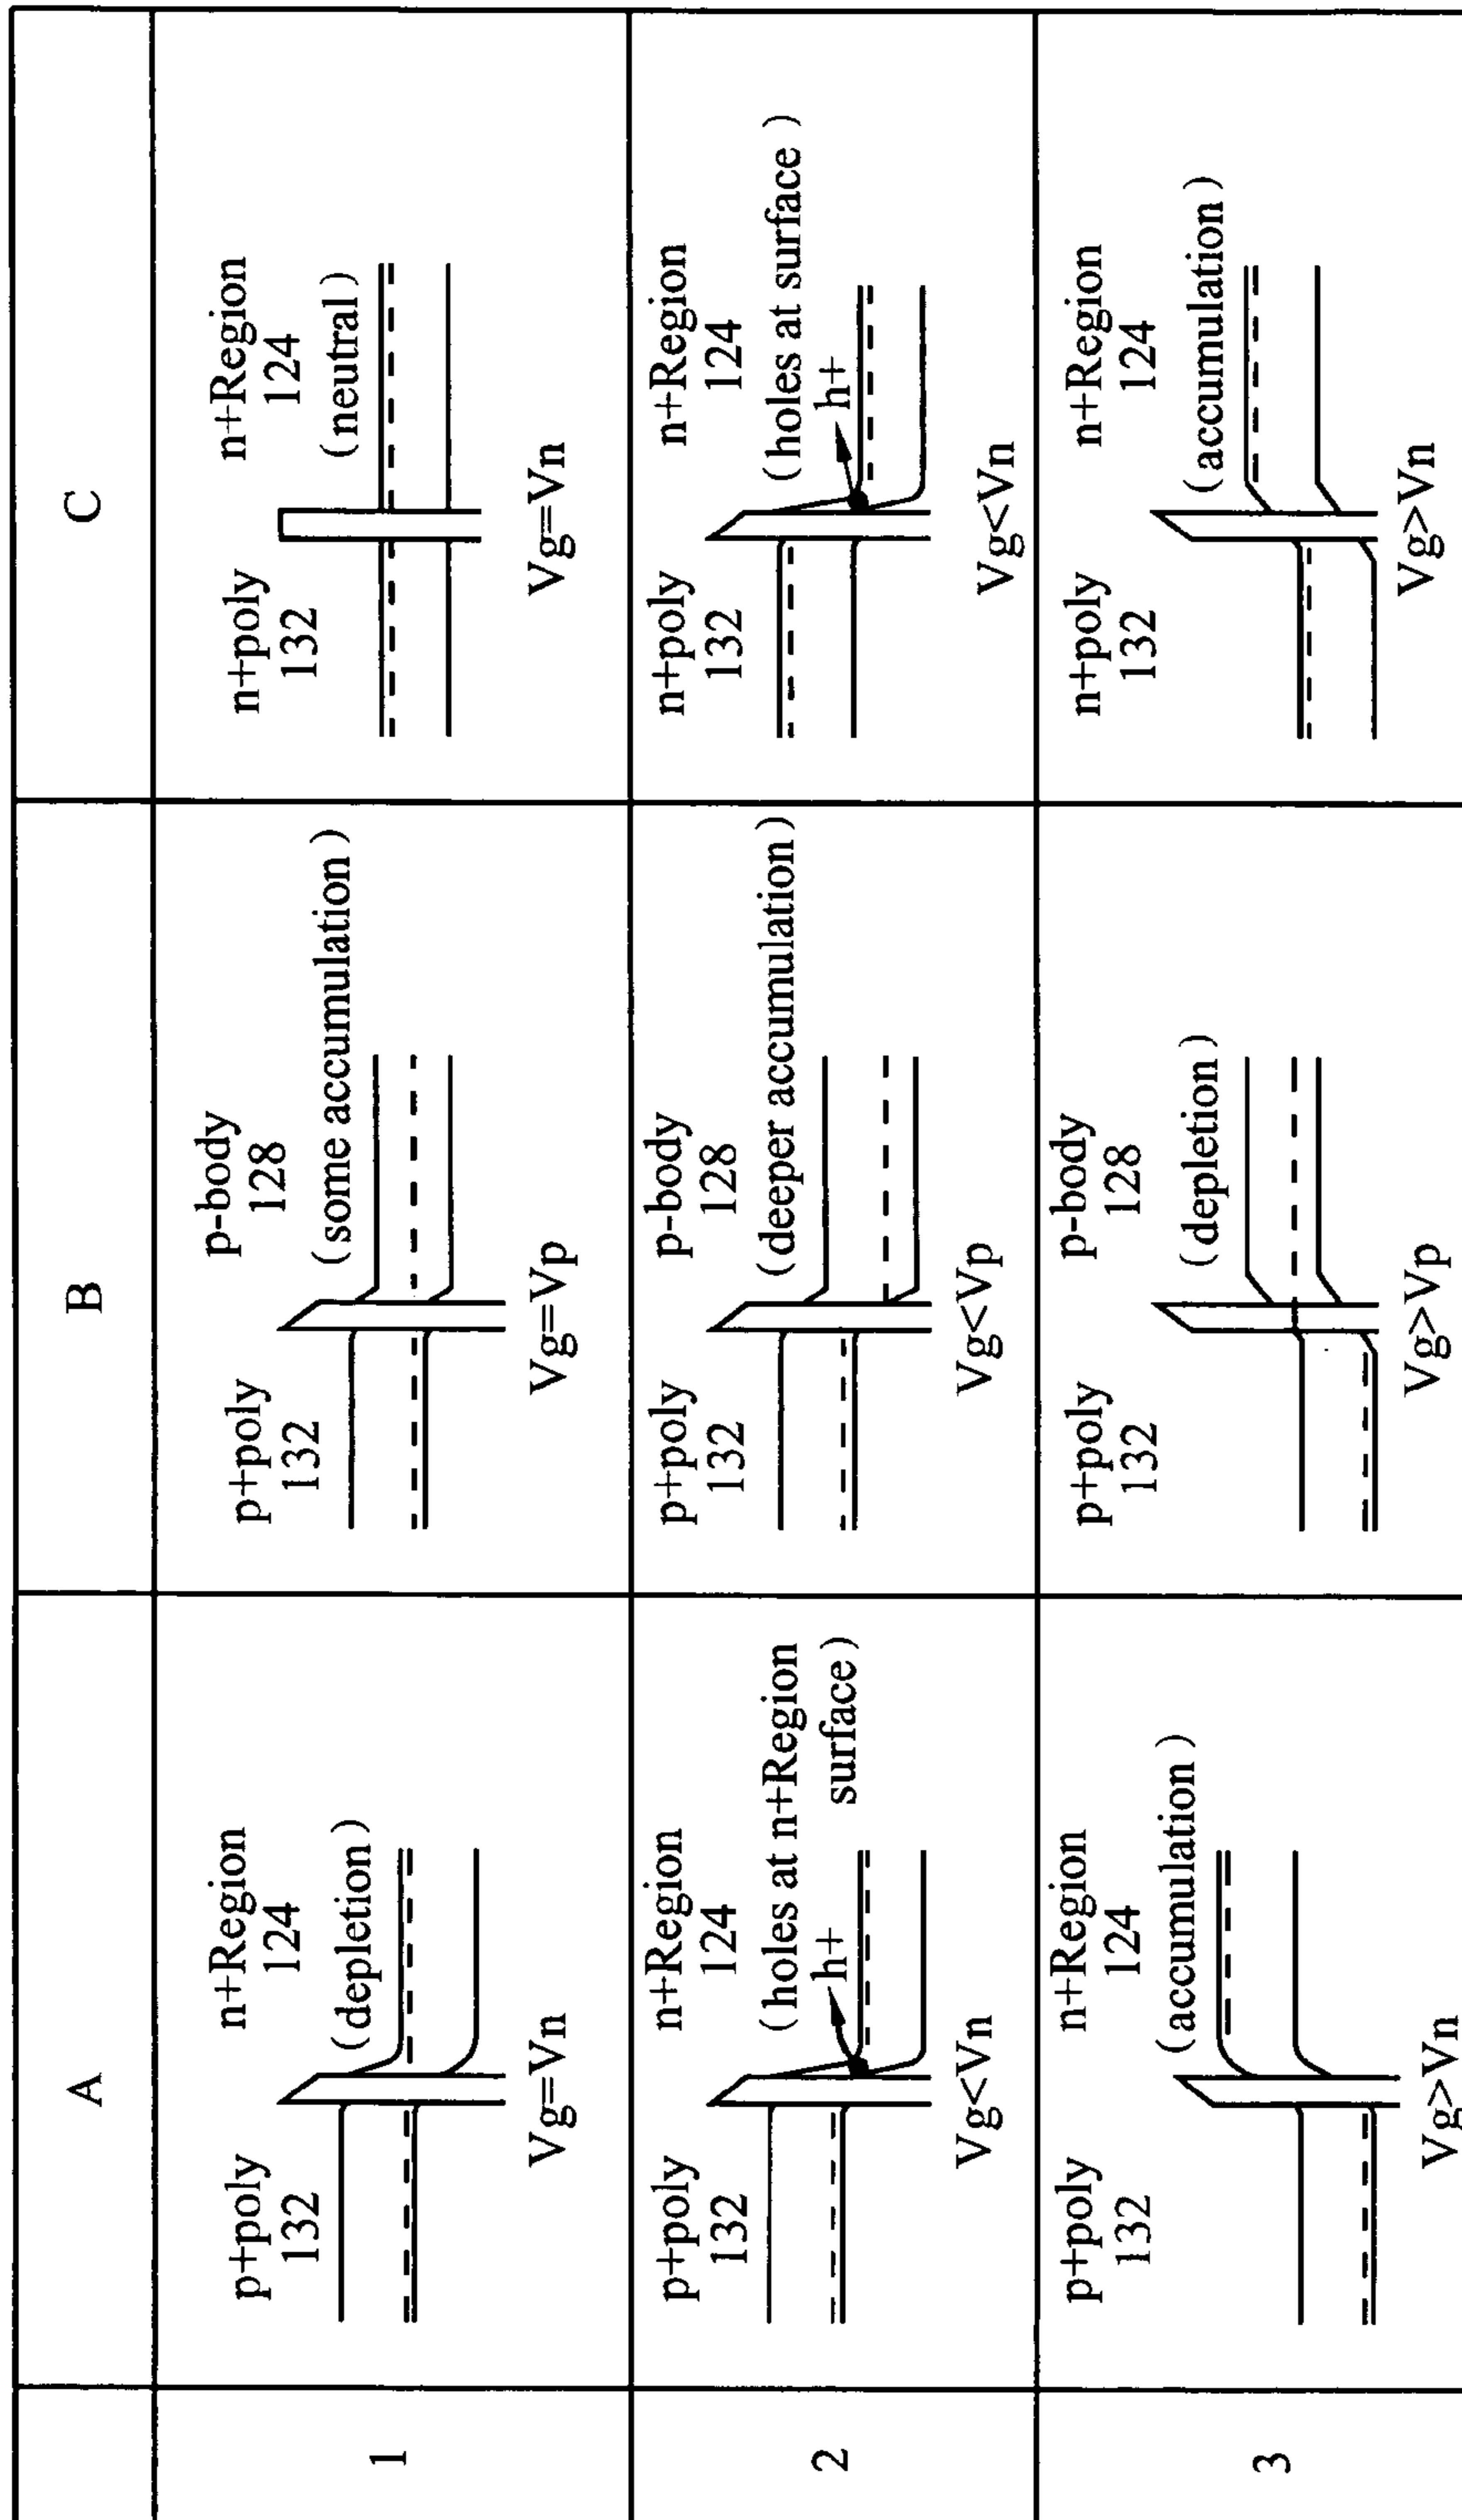 A
B
C
1
p+poly
132
n+Region
124
(depletion)
Vg=Vn
p+poly
132
p-body
128
(some accumulation)
Vg=Vp
n+poly
132
n+Region
124
(neutral)
Vg=Vn
2
p+poly
132
n+Region
124
(holes at n+Region
surface)
h+
Vg<Vn
p+poly
132
p-body
128
(deeper accumulation)
Vg<Vp
n+poly
132
n+Region
124
(holes at surface)
h+
Vg<Vn
3
p+poly
132
n+Region
124
(accumulation)
Vg>Vn
p+poly
132
p-body
128
(depletion)
Vg>Vp
n+poly
132
n+Region
124
(accumulation)
Vg>Vn